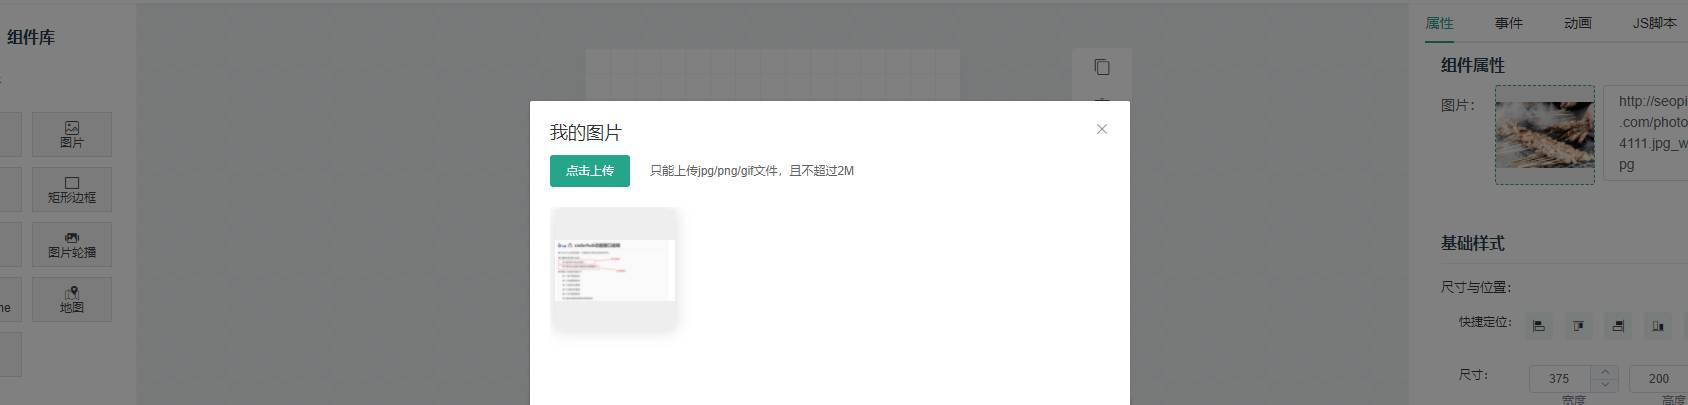 组件库
图片
矩形边框
图片轮播
ne
地图
我的图片
点击上传
只能上传jpg/png/gif文件，且不超过2M
属性
事件
动画
JS脚本
组件属性
图片：
http://seopi
.com/photo
4111.jpg_w
pg
基础样式
尺寸与位置：
快捷定位：
尺寸：
375
200
宽度
高度